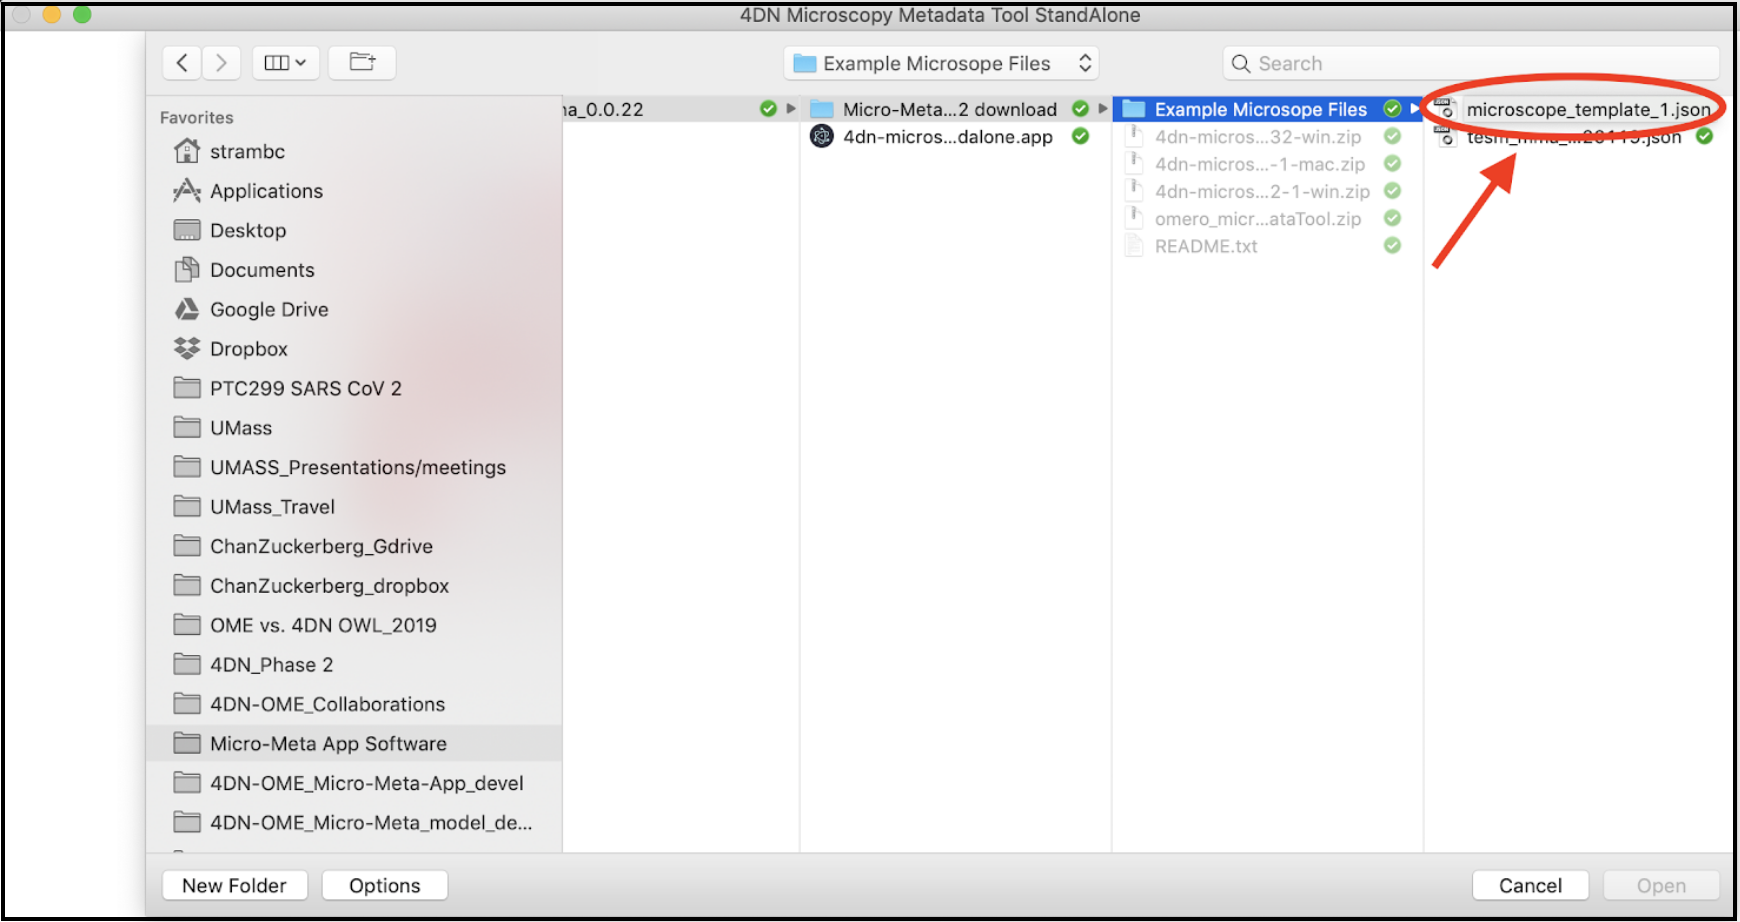 4DN Microscopy Metadata Tool StandAlone
Example Microsope Files
Search
Favorites
strambc
Applications
Desktop
Documents
Google Drive
Dropbox
PTC299 SARS CoV 2
UMass
UMASS_Presentations/meetings
UMass_Travel
ChanZuckerberg_Gdrive
ChanZuckerberg_dropbox
OME vs. 4DN OWL_2019
4DN_Phase 2
4DN-OME_Collaborations
Micro-Meta App Software
4DN-OME_Micro-Meta-App_devel
4DN-OME_Micro-Meta_model_de...
na_0.0.22
Micro-Meta...2 download
4dn-micros...dalone.app
Example Microsope Files
4dn-micros...32-win.zip
4dn-micros...-1-mac.zip
4dn-micros...2-1-win.zip
omero_micr...ataTool.zip
README.txt
microscope_template_1.json
New Folder
Options
Cancel
Open